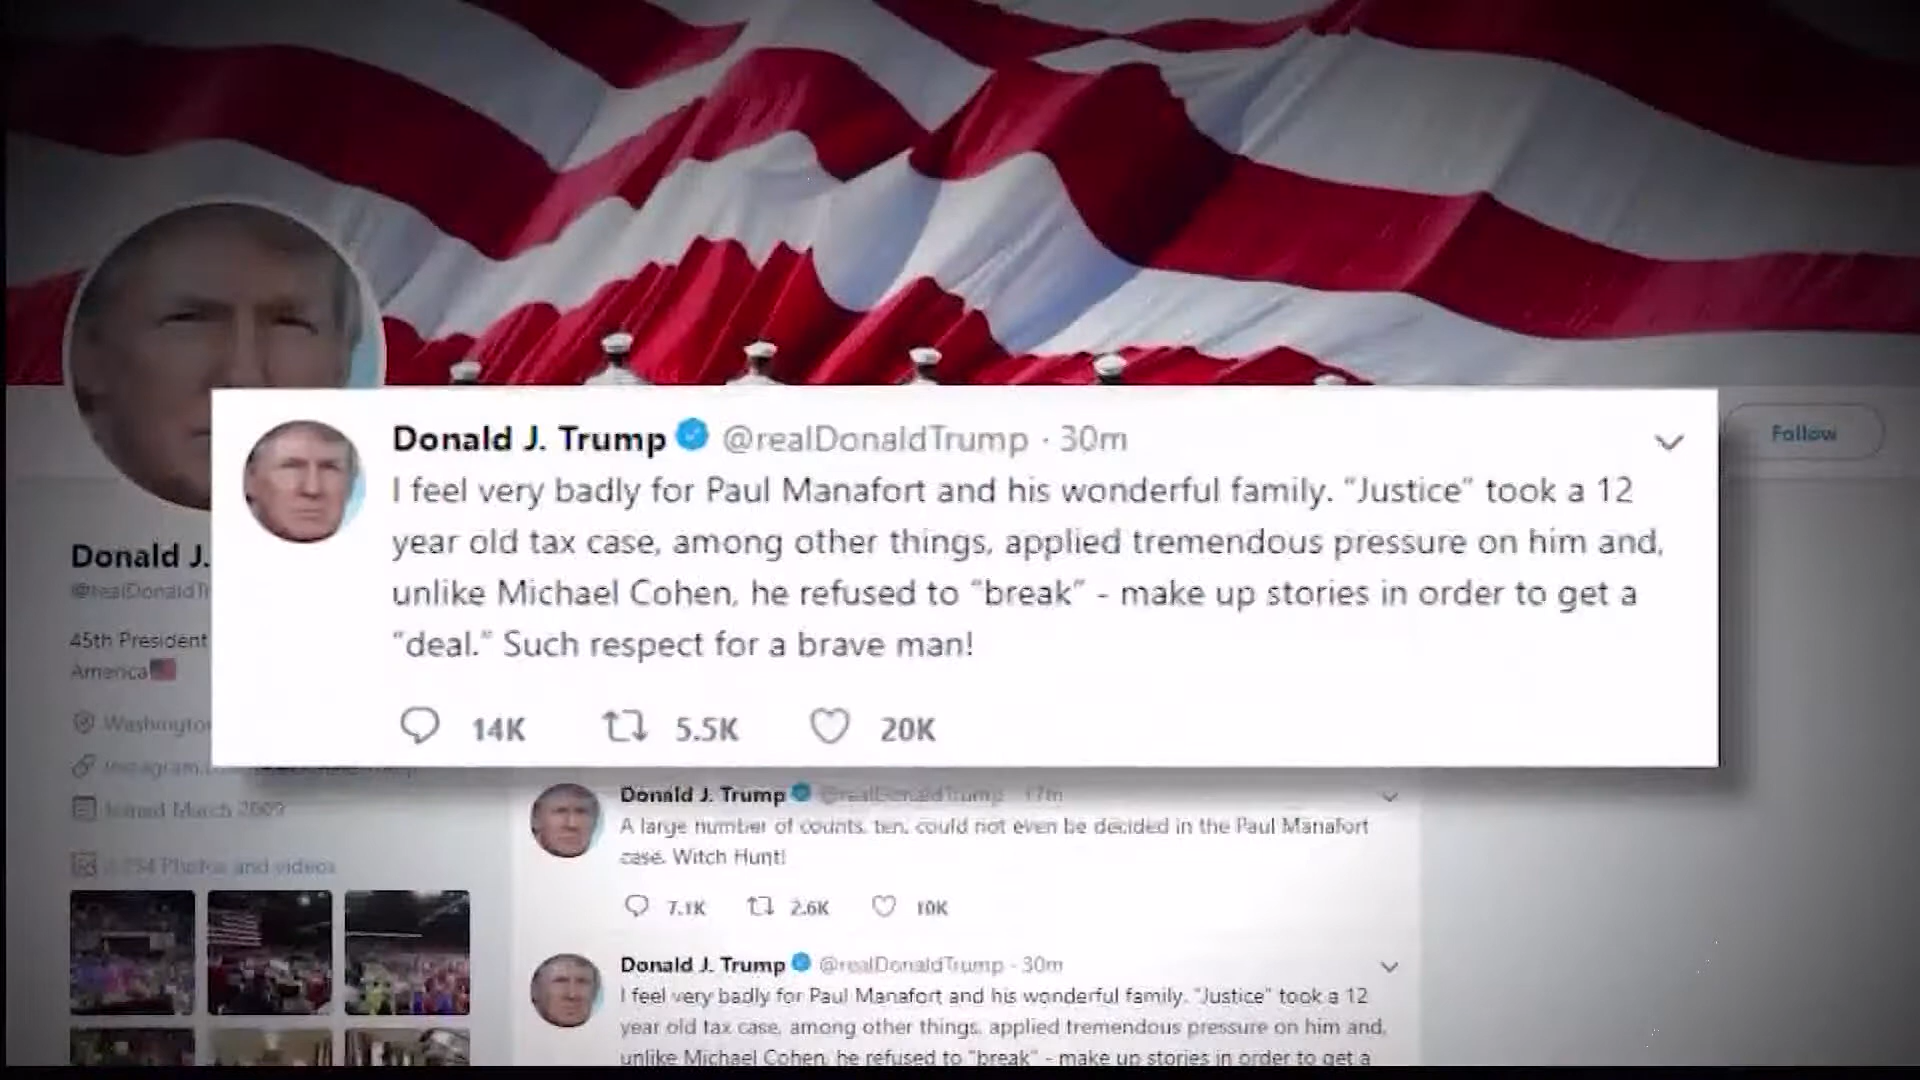 Donald J. Trump @realDonaldTrump · 30m
I feel very badly for Paul Manafort and his wonderful family. “Justice” took a 12
year old tax case, among other things, applied tremendous pressure on him and,
unlike Michael Cohen, he refused to “break” - make up stories in order to get a
“deal.” Such respect for a brave man!
14K 5.5K 20K
Follow
Donald J.
@realDonaldTr
45th President
America
Washington
Instagram.
Joined March 2009
Photos and videos
Donald J. Trump @realDonaldTrump · 17m
A large number of counts, ten, could not even be decided in the Paul Manafort
case. Witch Hunt!
7.1K 2.6K 10K
Donald J. Trump @realDonaldTrump · 30m
I feel very badly for Paul Manafort and his wonderful family. “Justice” took a 12
year old tax case, among other things, applied tremendous pressure on him and,
unlike Michael Cohen, he refused to “break” - make up stories in order to get a